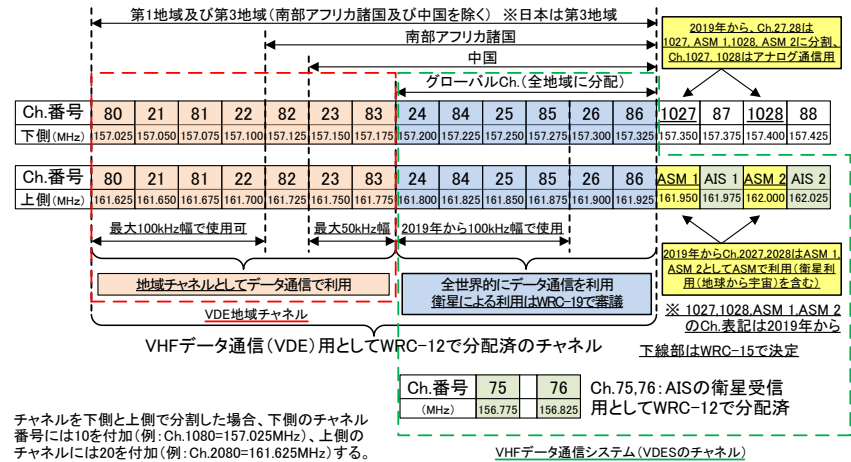 第1地域及び第3地域(南部アフリカ諸国及び中国を除く) ※日本は第3地域
南部アフリカ諸国
中国
グローバルCh.(全地域に分配)
2019年から、Ch.27,28は
1027, ASM 1,1028, ASM 2に分割、
Ch.1027, 1028はアナログ通信用
Ch.番号 80 21 81 22 82 23 83 24 84 25 85 26 86 1027 87 1028 88
下側(MHz) 157.025 157.050 157.075 157.100 157.125 157.150 157.175 157.200 157.225 157.250 157.275 157.300 157.325 157.350 157.375 157.400 157.425
Ch.番号 80 21 81 22 82 23 83 24 84 25 85 26 86 ASM 1 AIS 1 ASM 2 AIS 2
上側(MHz) 161.625 161.650 161.675 161.700 161.725 161.750 161.775 161.800 161.825 161.850 161.875 161.900 161.925 161.950 161.975 162.000 162.025
最大100kHz幅で使用可
最大50kHz幅
2019年から100kHz幅で使用
地域チャネルとしてデータ通信で利用
全世界的にデータ通信を利用
衛星による利用はWRC-19で審議
2019年からCh.2027,2028はASM 1,
ASM 2としてASMで利用(衛星利
用(地球から宇宙)を含む)
VDE地域チャネル
※ 1027,1028,ASM 1,ASM 2
のCh.表記は2019年から
VHFデータ通信(VDE)用としてWRC-12で分配済のチャネル
下線部はWRC-15で決定
Ch.番号 75 76
(MHz) 156.775 156.825
Ch.75,76:AISの衛星受信
用としてWRC-12で分配済
チャネルを下側と上側で分割した場合、下側のチャネル
番号には10を付加(例:Ch.1080=157.025MHz)、上側の
チャネルには20を付加(例:Ch.2080=161.625MHz)する。
VHFデータ通信システム(VDESのチャネル)